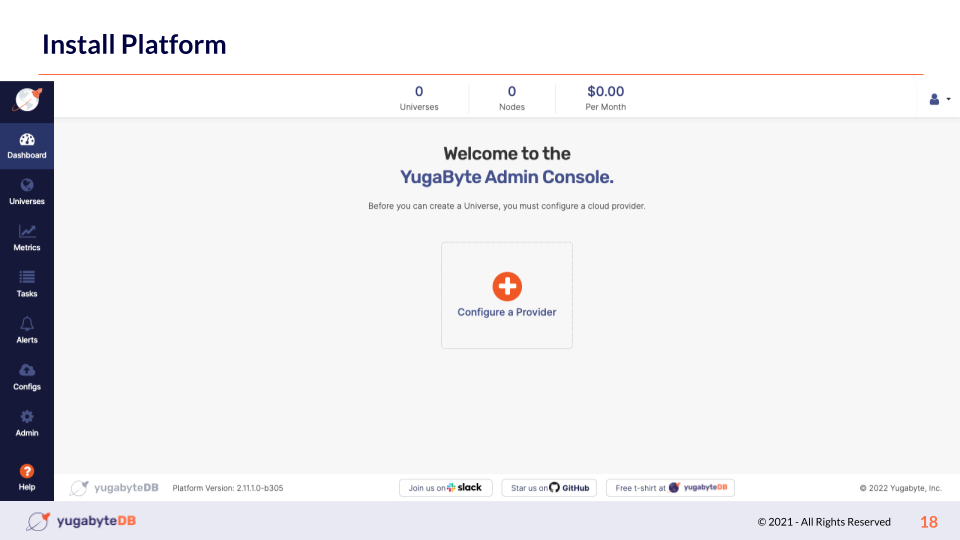 Install Platform
0
Universes
0
Nodes
$0.00
Per Month
Dashboard
Universes
Metrics
Tasks
Alerts
Configs
Admin
?
Help
Welcome to the
YugaByte Admin Console.
Before you can create a Universe, you must configure a cloud provider.
Configure a Provider
yugabyteDB
Platform Version: 2.11.1.0-b305
Join us on slack
Star us on GitHub
Free t-shirt at yugabyteDB
© 2022 Yugabyte, Inc.
yugabyteDB
© 2021 - All Rights Reserved
18